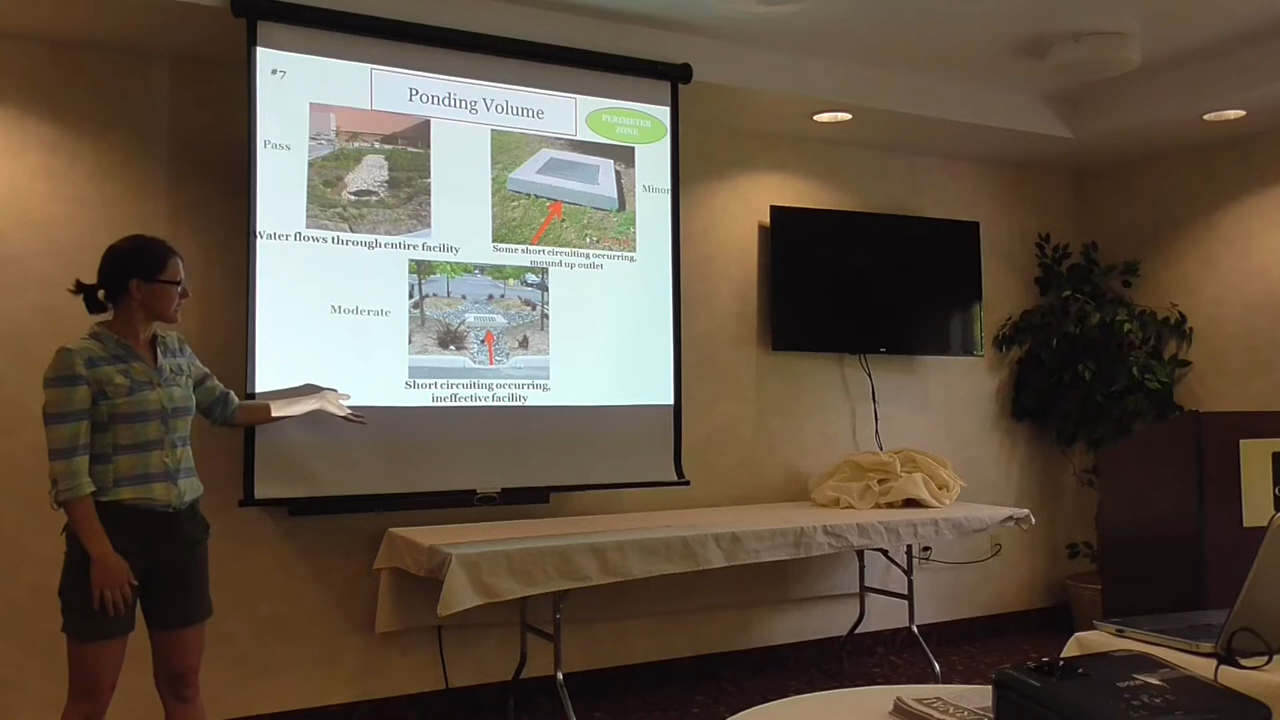 #7
Ponding Volume
PERIMETER
ZONE
Pass
Minor
Water flows through entire facility
Some short circuiting occurring,
mound up outlet
Moderate
Short circuiting occurring,
ineffective facility